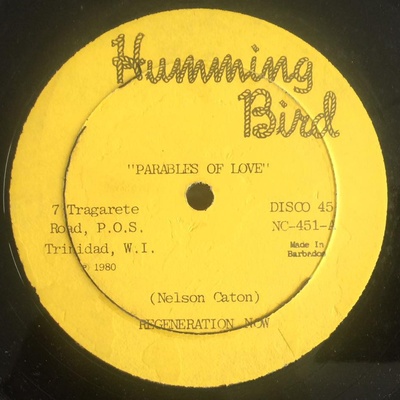 Humming
Bird
"PARABLES OF LOVE"
7 Tragarete
Road, P.O.S.
Trinidad, W.I.
℗ 1980
DISCO 45
NC-451-A
Made In
Barbados
(Nelson Caton)
REGENERATION NOW